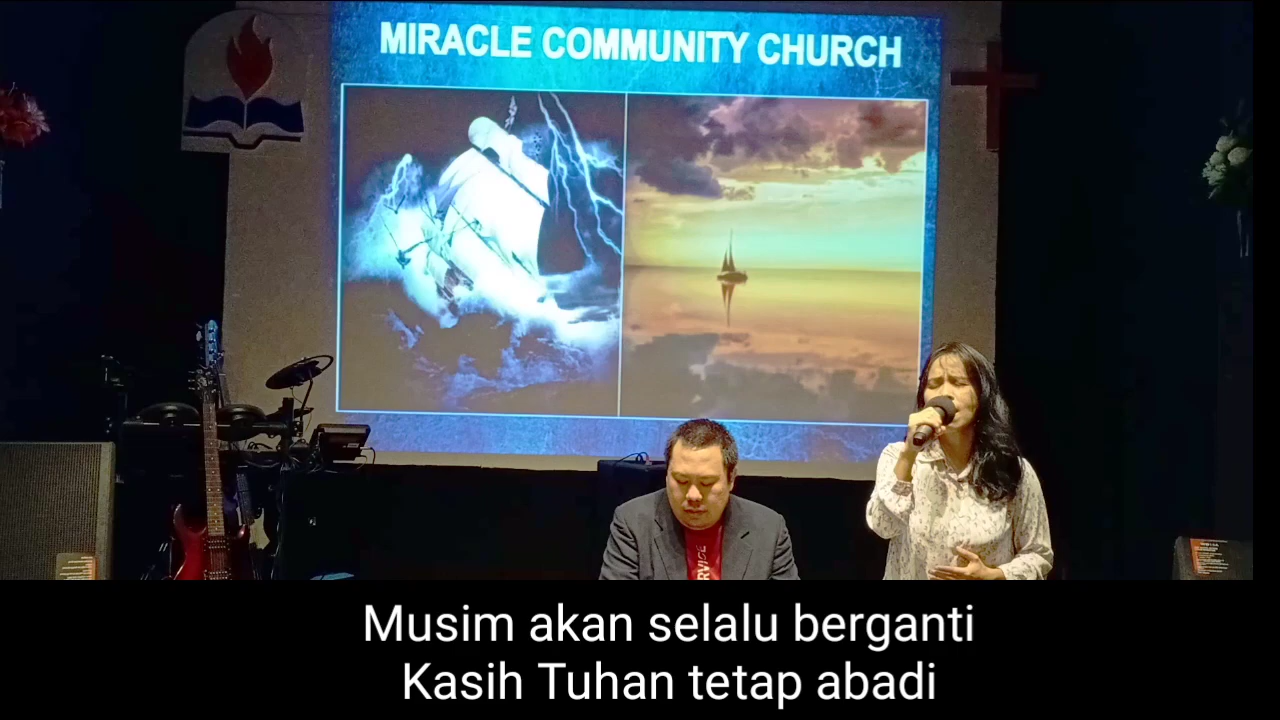 MIRACLE COMMUNITY CHURCH
Musim akan selalu berganti
Kasih Tuhan tetap abadi